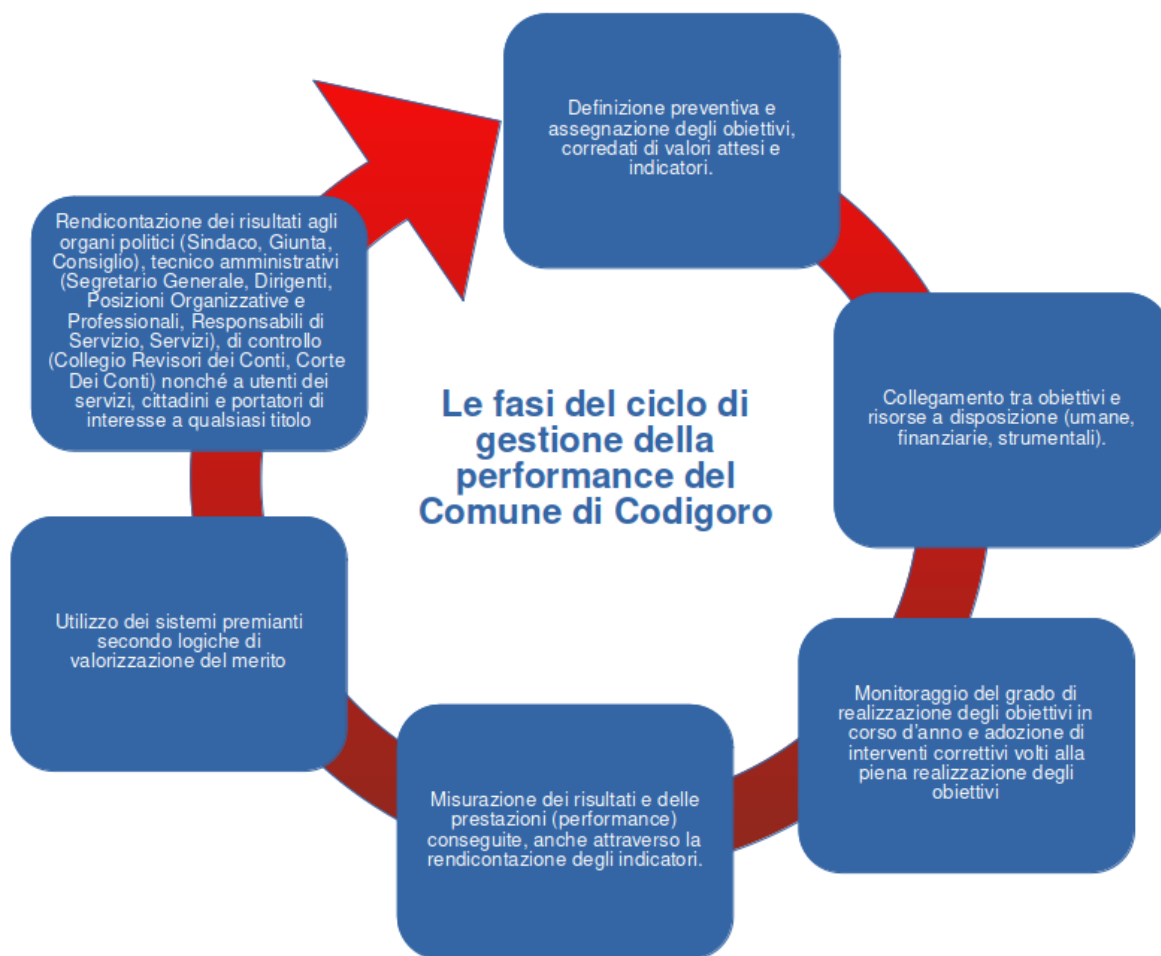 Definizione preventiva e
assegnazione degli obiettivi,
corredati di valori attesi e
indicatori.
Collegamento tra obiettivi e
risorse a disposizione (umane,
finanziarie, strumentali).
Monitoraggio del grado di
realizzazione degli obiettivi in
corso d'anno e adozione di
interventi correttivi volti alla
piena realizzazione degli
obiettivi
Misurazione dei risultati e delle
prestazioni (performance)
conseguite, anche attraverso la
rendicontazione degli indicatori.
Utilizzo dei sistemi premianti
secondo logiche di
valorizzazione del merito
Rendicontazione dei risultati agli
organi politici (Sindaco, Giunta,
Consiglio), tecnico amministrativi
(Segretario Generale, Dirigenti,
Posizioni Organizzative e
Professionali, Responsabili di
Servizio, Servizi), di controllo
(Collegio Revisori dei Conti, Corte
Dei Conti) nonché a utenti dei
servizi, cittadini e portatori di
interesse a qualsiasi titolo
Le fasi del ciclo di
gestione della
performance del
Comune di Codigoro